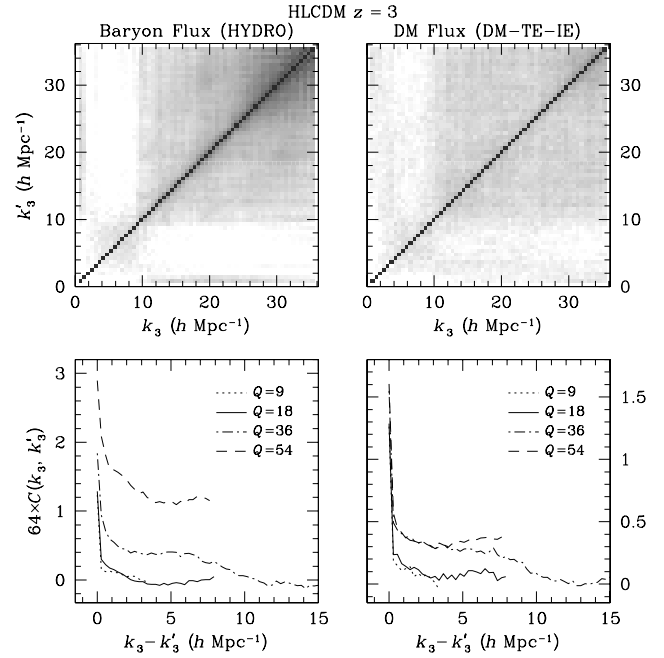 HLCDM z = 3
Baryon Flux (HYDRO) DM Flux (DM−TE−IE)
k′₃ (h Mpc⁻¹)
30
20
10
0
0 10 20 30
k₃ (h Mpc⁻¹)
30
20
10
0
0 10 20 30
k₃ (h Mpc⁻¹)
64×C(k₃, k′₃)
3
2
1
0
Q=9
Q=18
Q=36
Q=54
0 5 10 15
k₃−k′₃ (h Mpc⁻¹)
1.5
1
0.5
0
Q=9
Q=18
Q=36
Q=54
0 5 10 15
k₃−k′₃ (h Mpc⁻¹)